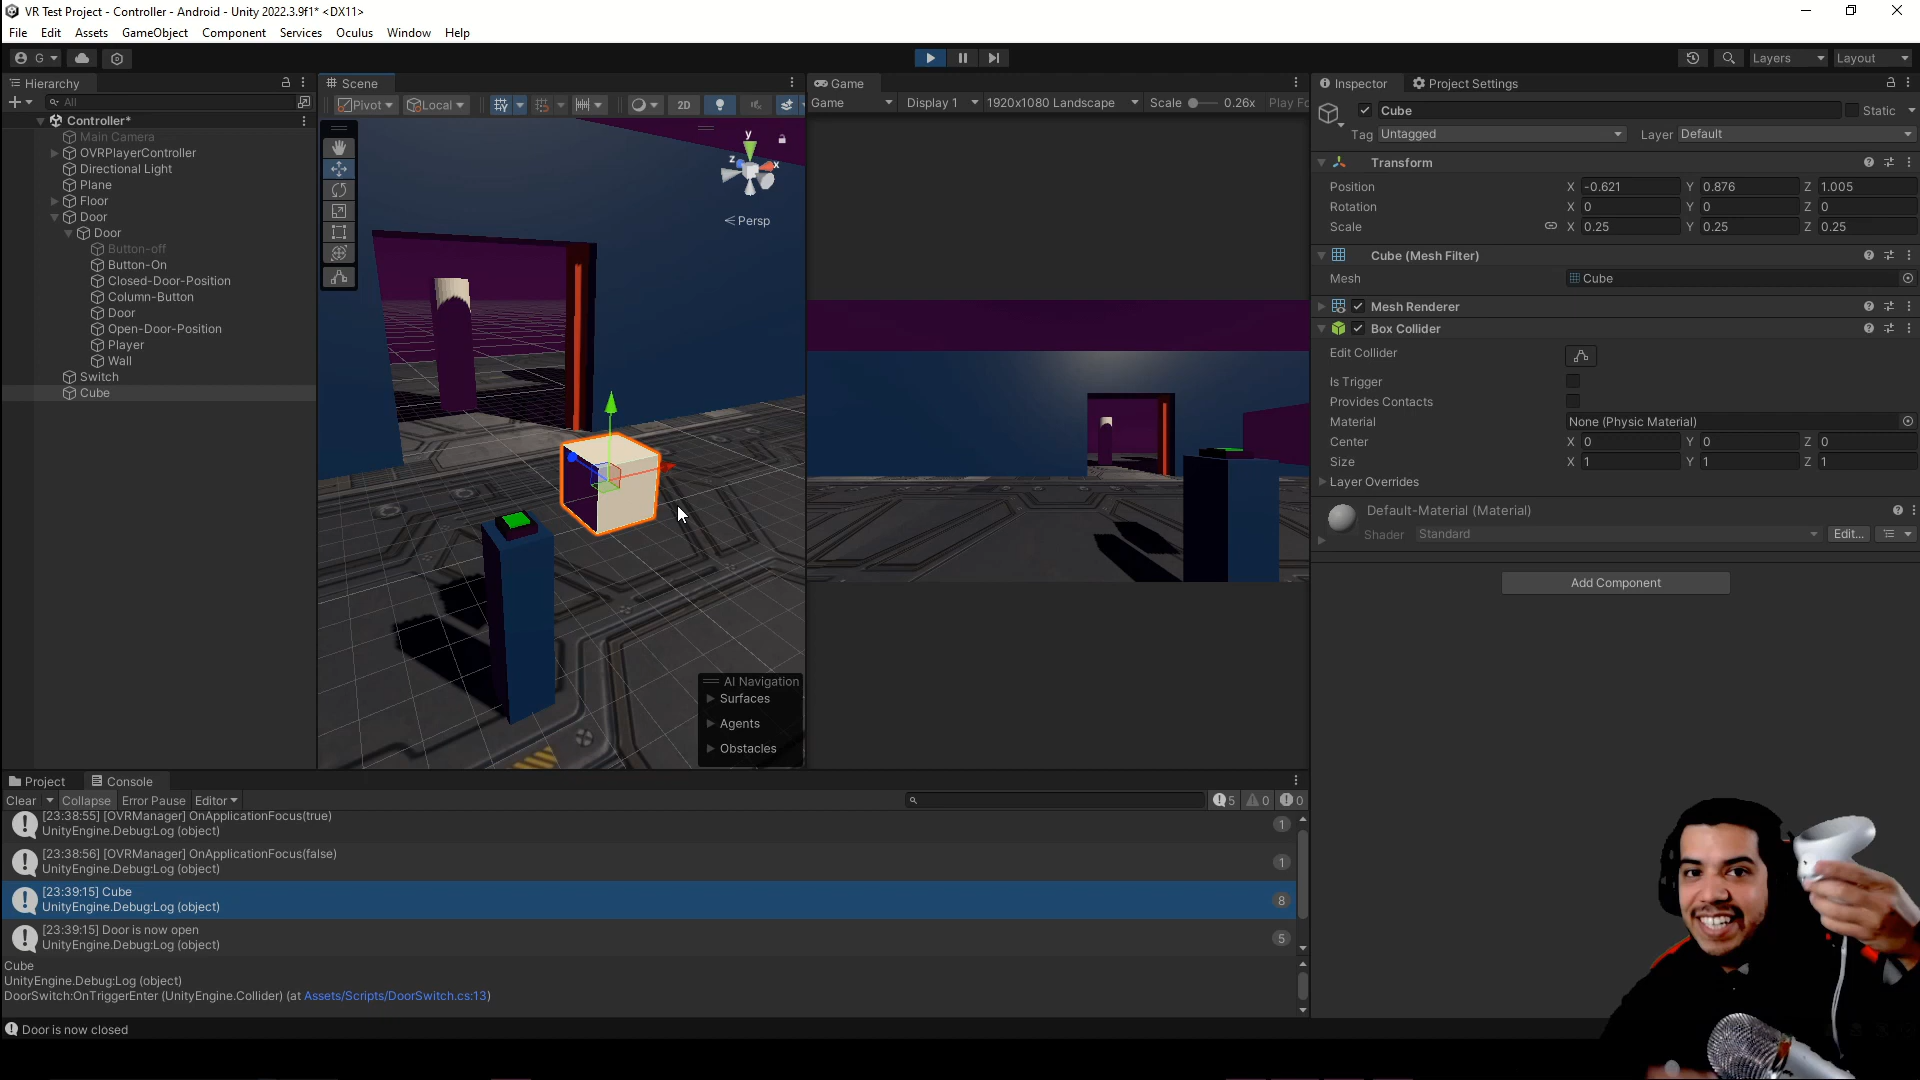 VR Test Project - Controller - Android - Unity 2022.3.9f1* <DX11>
File Edit Assets GameObject Component Services Oculus Window Help
G Layers Layout
Hierarchy
All
Controller*
Main Camera
OVRPlayerController
Directional Light
Plane
Floor
Door
Door
Button-off
Button-On
Closed-Door-Position
Column-Button
Door
Open-Door-Position
Player
Wall
Switch
Cube
Scene
Pivot Local 2D
y
z x
Persp
AI Navigation
Surfaces
Agents
Obstacles
Game
Game Display 1 1920x1080 Landscape Scale 0.26x Play Fo
Inspector Project Settings
Cube Static
Tag Untagged Layer Default
Transform
Position X -0.621 Y 0.876 Z 1.005
Rotation X 0 Y 0 Z 0
Scale X 0.25 Y 0.25 Z 0.25
Cube (Mesh Filter)
Mesh Cube
Mesh Renderer
Box Collider
Edit Collider
Is Trigger
Provides Contacts
Material None (Physic Material)
Center X 0 Y 0 Z 0
Size X 1 Y 1 Z 1
Layer Overrides
Default-Material (Material)
Shader Standard Edit...
Add Component
Project Console
Clear Collapse Error Pause Editor 5 0 0
[23:38:55] [OVRManager] OnApplicationFocus(true)
UnityEngine.Debug:Log (object) 1
[23:38:56] [OVRManager] OnApplicationFocus(false)
UnityEngine.Debug:Log (object) 1
[23:39:15] Cube
UnityEngine.Debug:Log (object) 8
[23:39:15] Door is now open
UnityEngine.Debug:Log (object) 5
Cube
UnityEngine.Debug:Log (object)
DoorSwitch:OnTriggerEnter (UnityEngine.Collider) (at Assets/Scripts/DoorSwitch.cs:13)
Door is now closed